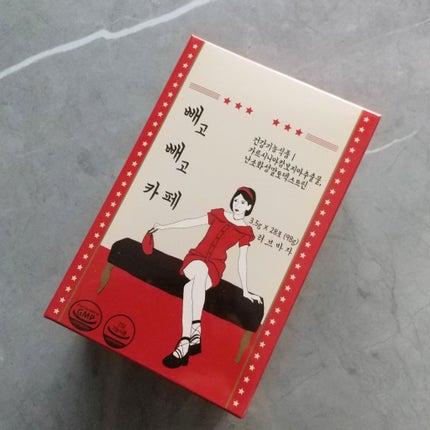 빼고
빼고
카페
건강기능식품 |
가르시니아캄보지아추출물,
난소화성말토덱스트린
3.5g × 28포 (98g)
러브마자
GMP